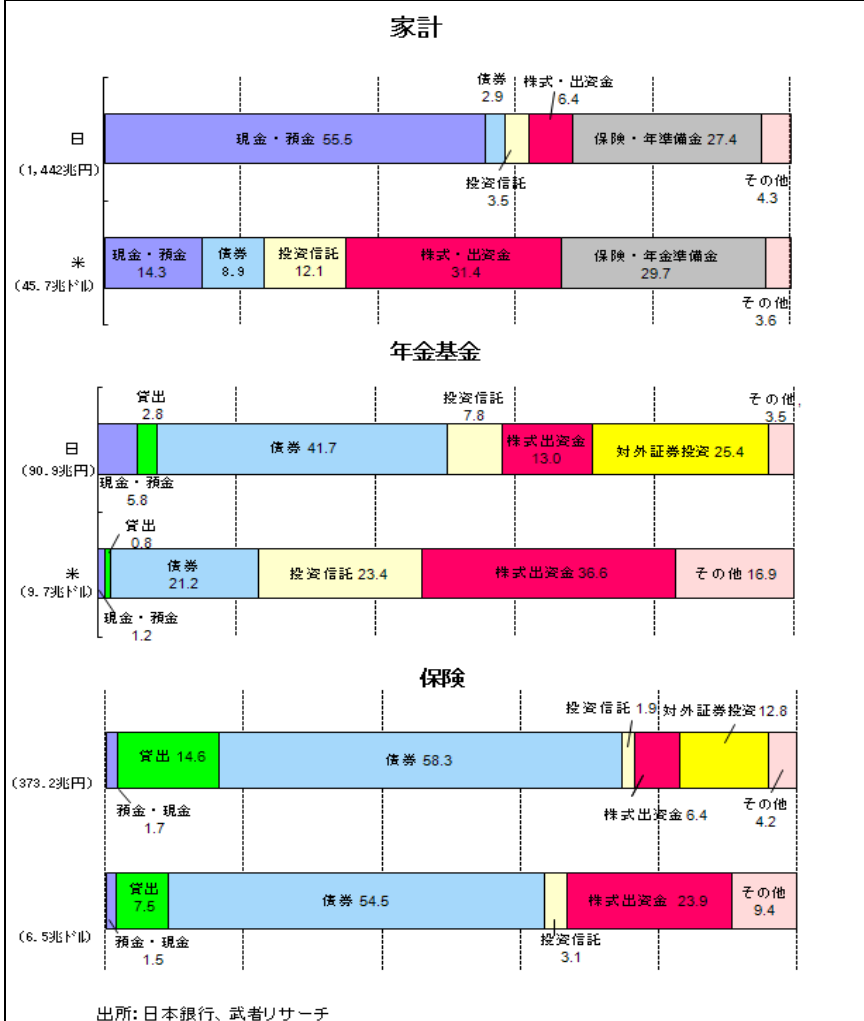 家計
債券
2.9
株式・出資金
6.4
日
(1,442兆円)
現金・預金 55.5
保険・年準備金 27.4
投資信託
3.5
その他
4.3
米
(45.7兆ドル)
現金・預金
14.3
債券
8.9
投資信託
12.1
株式・出資金
31.4
保険・年金準備金
29.7
その他
3.6
年金基金
貸出
2.8
投資信託
7.8
その他,
3.5
日
(90.9兆円)
債券 41.7
株式出資金
13.0
対外証券投資 25.4
現金・預金
5.8
貸出
0.8
米
(9.7兆ドル)
債券
21.2
投資信託 23.4
株式出資金 36.6
その他 16.9
現金・預金
1.2
保険
投資信託 1.9
対外証券投資 12.8
(373.2兆円)
貸出 14.6
債券 58.3
預金・現金
1.7
株式出資金 6.4
その他
4.2
(6.5兆ドル)
貸出
7.5
債券 54.5
株式出資金 23.9
その他
9.4
預金・現金
1.5
投資信託
3.1
出所：日本銀行、武者リサーチ